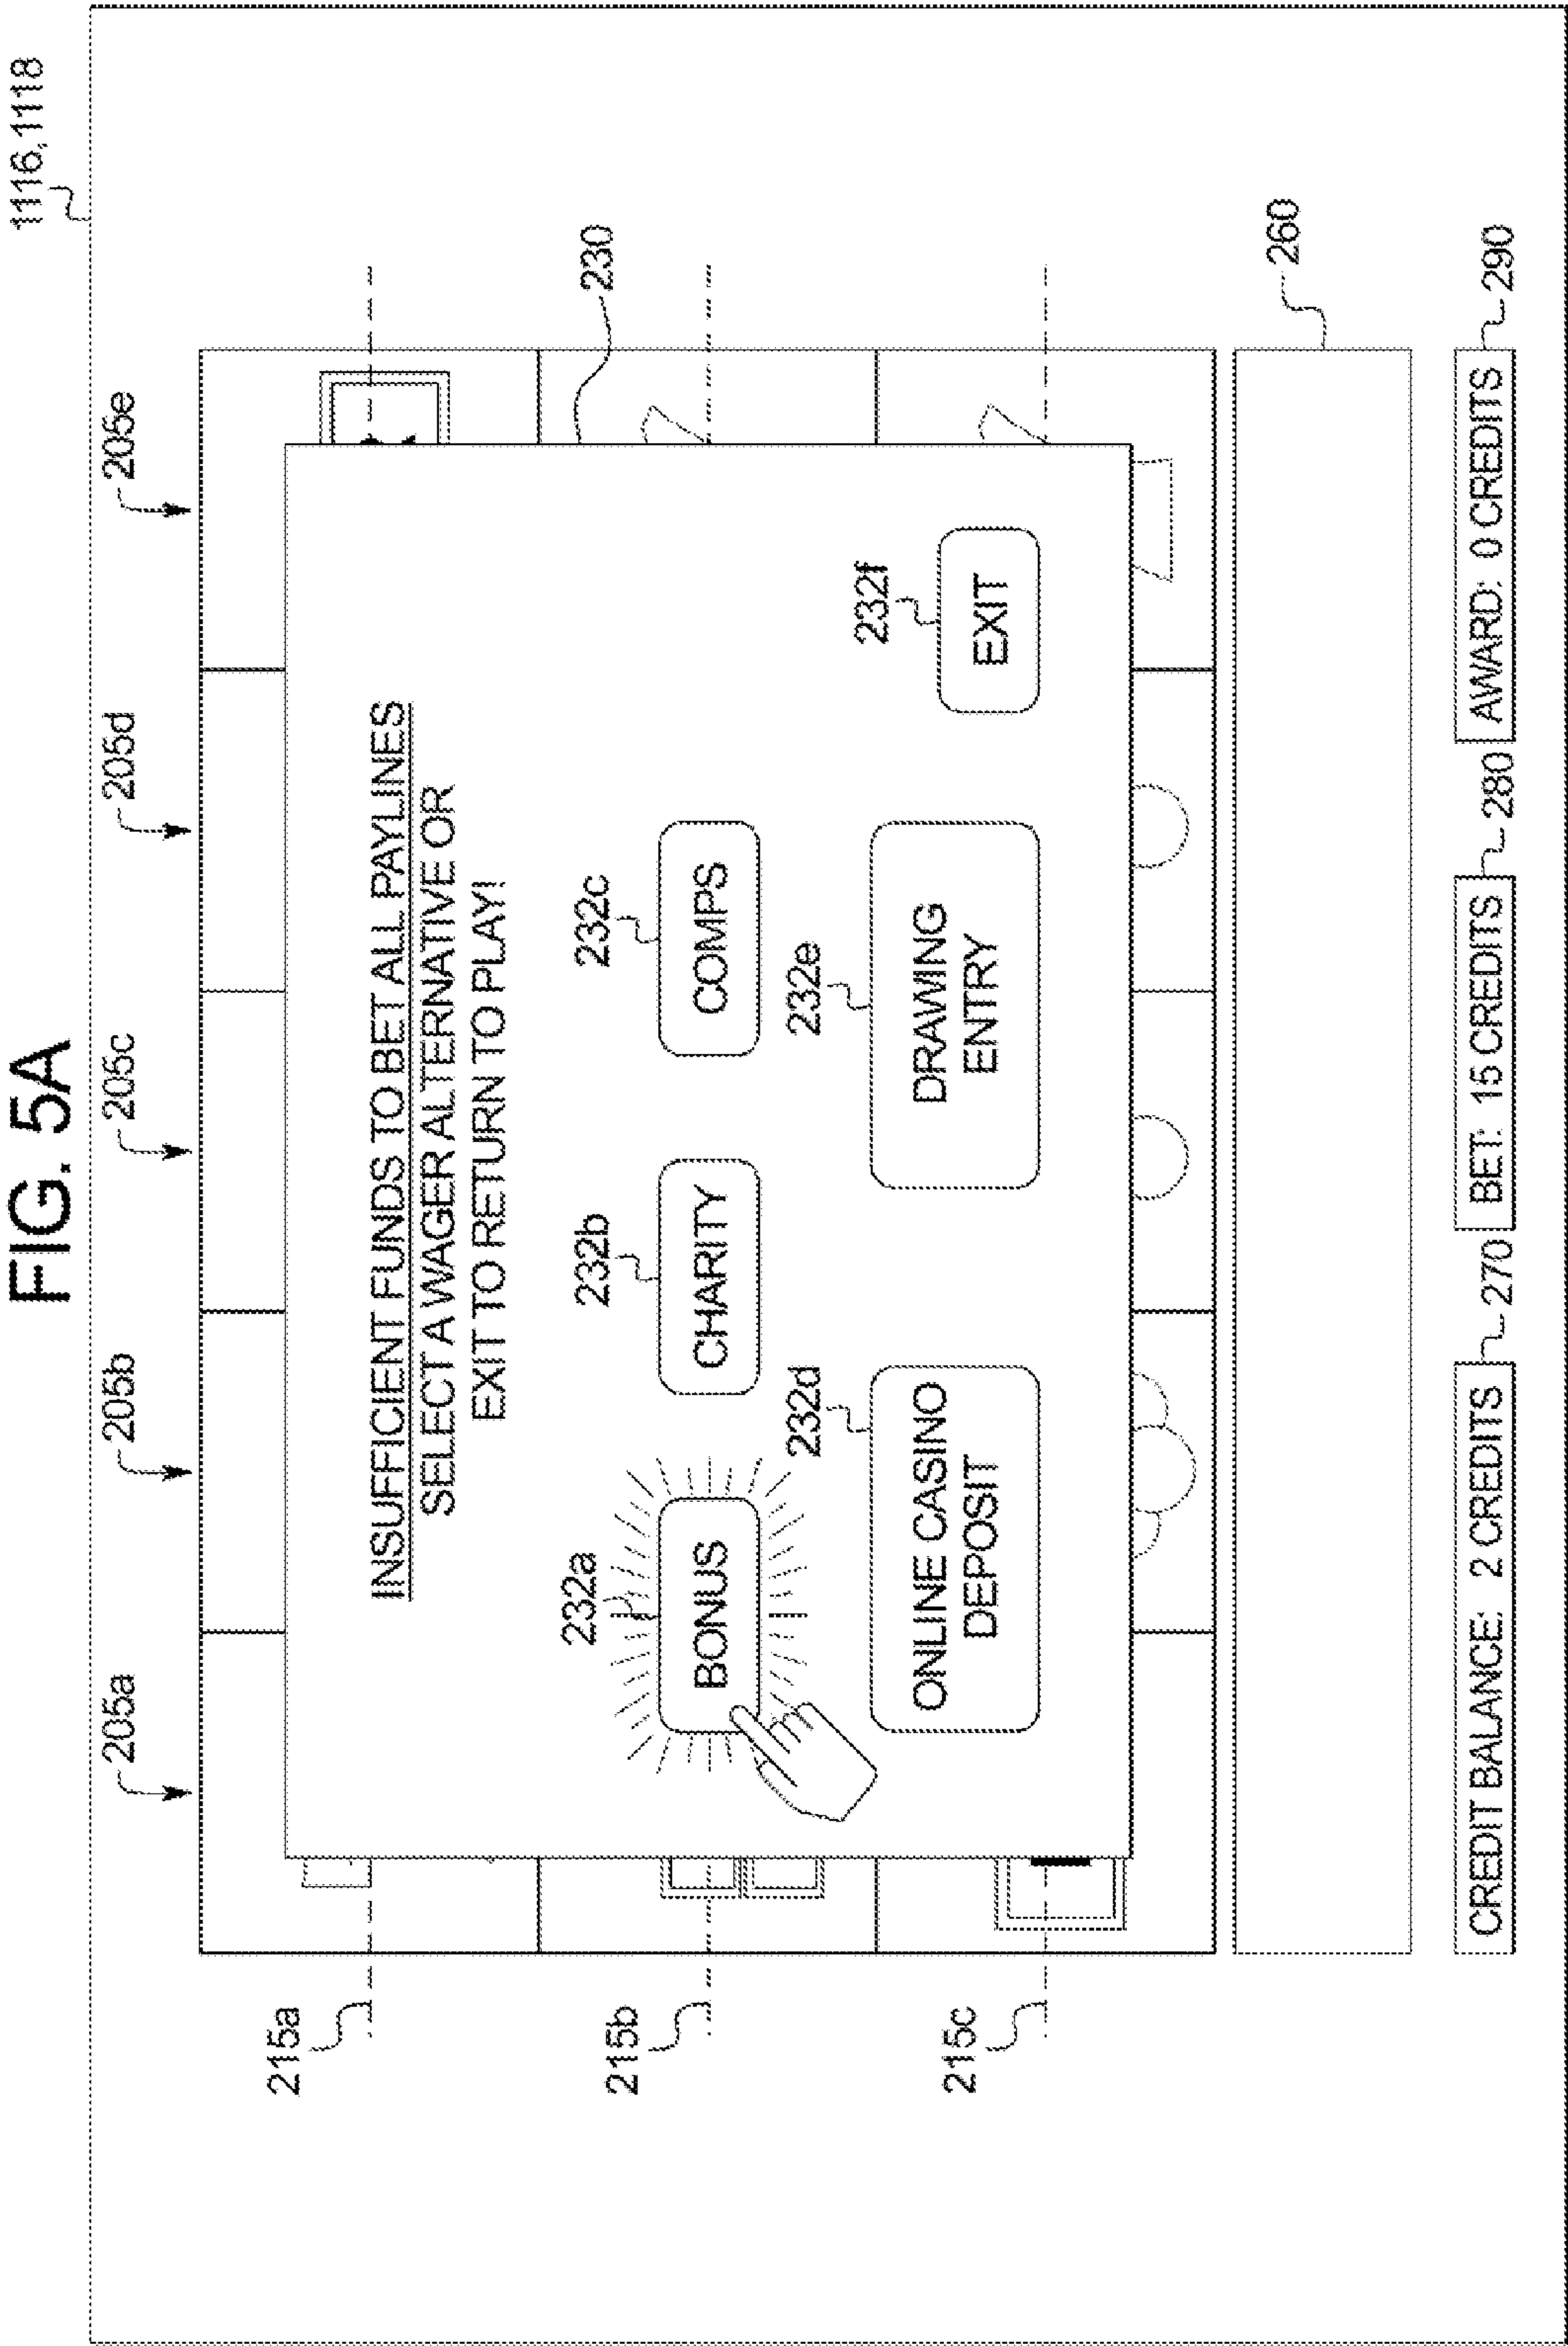 FIG. 5A
1116, 1118
205a
205b
205c
205d
205e
215a
215b
215c
230
INSUFFICIENT FUNDS TO BET ALL PAYLINES
SELECT A WAGER ALTERNATIVE OR
EXIT TO RETURN TO PLAY!
232a
232b
232c
BONUS
CHARITY
COMPS
232d
232e
232f
ONLINE CASINO
DEPOSIT
DRAWING
ENTRY
EXIT
260
CREDIT BALANCE: 2 CREDITS
270
BET: 15 CREDITS
280
AWARD: 0 CREDITS
290